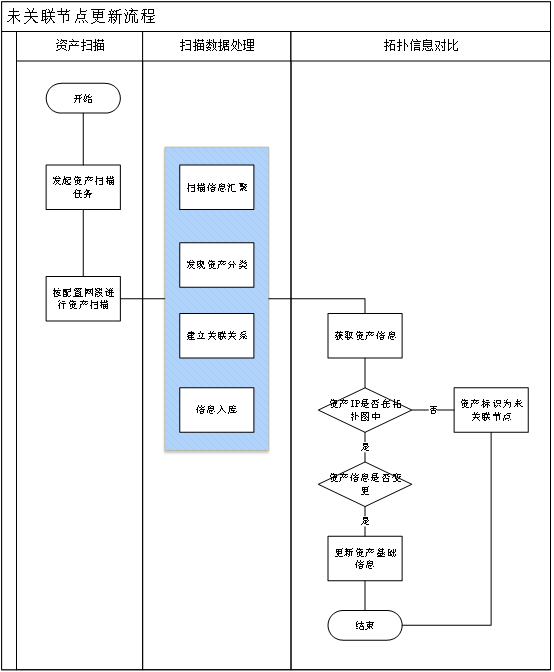 未关联节点更新流程
资产扫描
扫描数据处理
拓扑信息对比
开始
发起资产扫描
任务
按配置网段进
行资产扫描
扫描信息汇聚
发现资产分类
建立关联关系
信息入库
获取资产信息
资产IP是否在拓
扑图中
否
资产标识为未
关联节点
是
资产信息是否变
更
是
更新资产基础
信息
结束